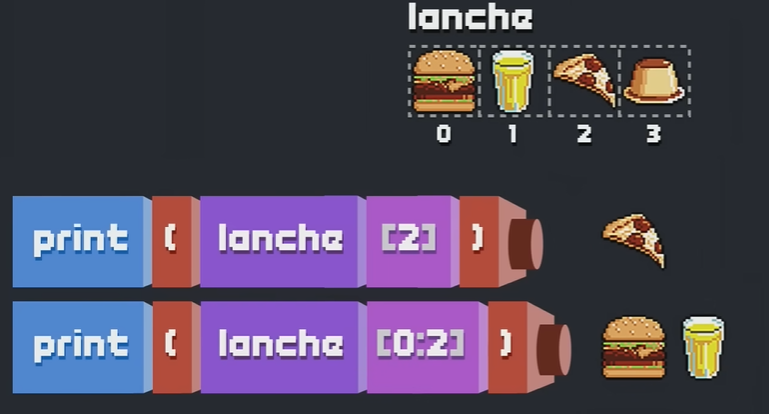 lanche
0 1 2 3
print ( lanche [2] )
print ( lanche [0:2] )